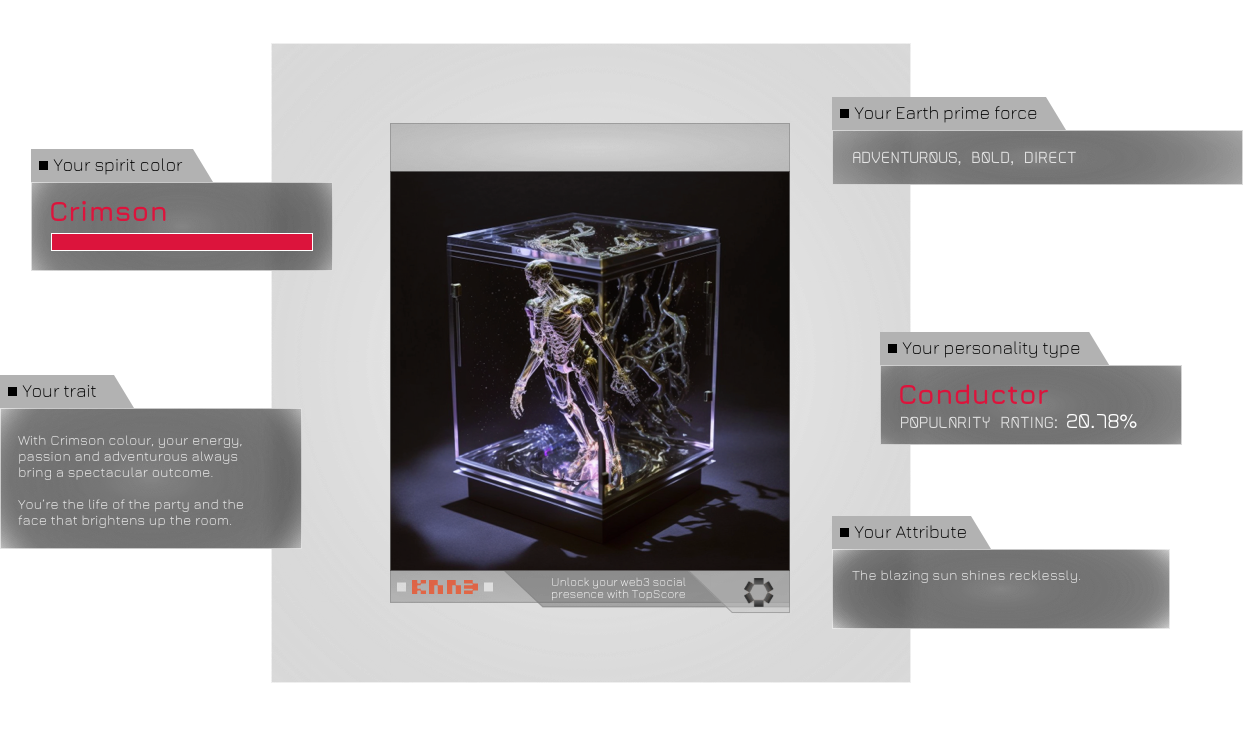 Your spirit color
Crimson
Your trait
With Crimson colour, your energy,
passion and adventurous always
bring a spectacular outcome.
You're the life of the party and the
face that brightens up the room.
KNN3
Unlock your web3 social
presence with TopScore
Your Earth prime force
ADVENTUROUS, BOLD, DIRECT
Your personality type
Conductor
POPULARITY RATING: 20.78%
Your Attribute
The blazing sun shines recklessly.